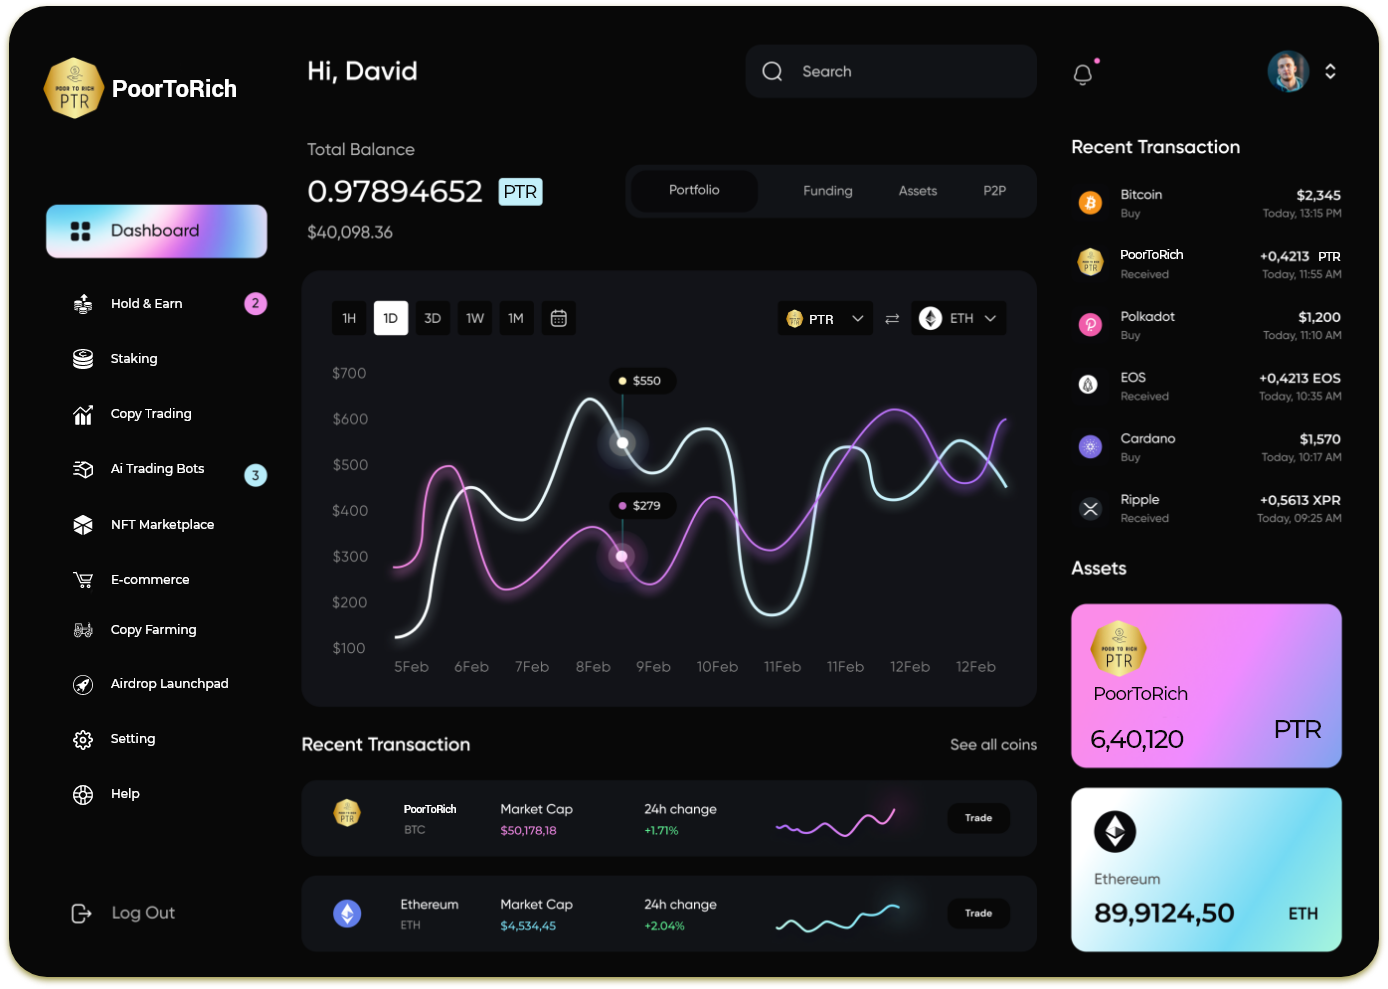 POOR TO RICH
PTR
PoorToRich
Hi, David
Search
Total Balance
0.97894652 PTR
$40,098.36
Portfolio Funding Assets P2P
Dashboard
Hold & Earn 2
Staking
Copy Trading
Ai Trading Bots 3
NFT Marketplace
E-commerce
Copy Farming
Airdrop Launchpad
Setting
Help
Log Out
1H 1D 3D 1W 1M
PTR ETH
$700
$600
$500
$400
$300
$200
$100
$550
$279
5Feb 6Feb 7Feb 8Feb 9Feb 10Feb 11Feb 11Feb 12Feb 12Feb
Recent Transaction
See all coins
PTR
PoorToRich Market Cap 24h change
BTC $50,178,18 +1.71%
Trade
Ethereum Market Cap 24h change
ETH $4,534,45 +2.04%
Trade
Recent Transaction
Bitcoin $2,345
Buy Today, 13:15 PM
PTR
PoorToRich +0,4213 PTR
Received Today, 11:55 AM
Polkadot $1,200
Buy Today, 11:10 AM
EOS +0,4213 EOS
Received Today, 10:35 AM
Cardano $1,570
Buy Today, 10:17 AM
Ripple +0,5613 XPR
Received Today, 09:25 AM
Assets
POOR TO RICH
PTR
PoorToRich
6,40,120 PTR
Ethereum
89,9124,50 ETH